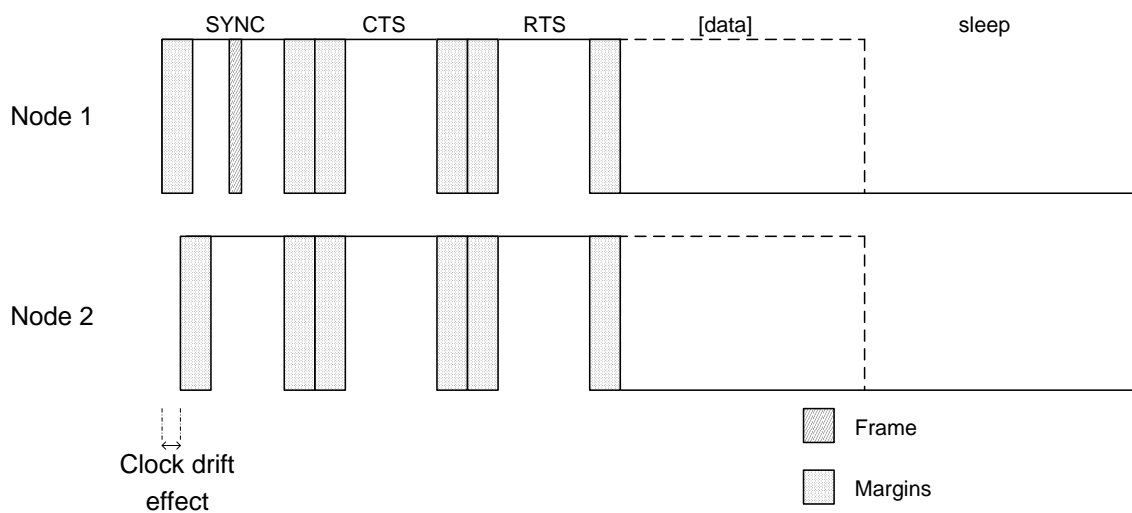 SYNC CTS RTS [data] sleep
Node 1
Node 2
Frame
Clock drift
effect
Margins